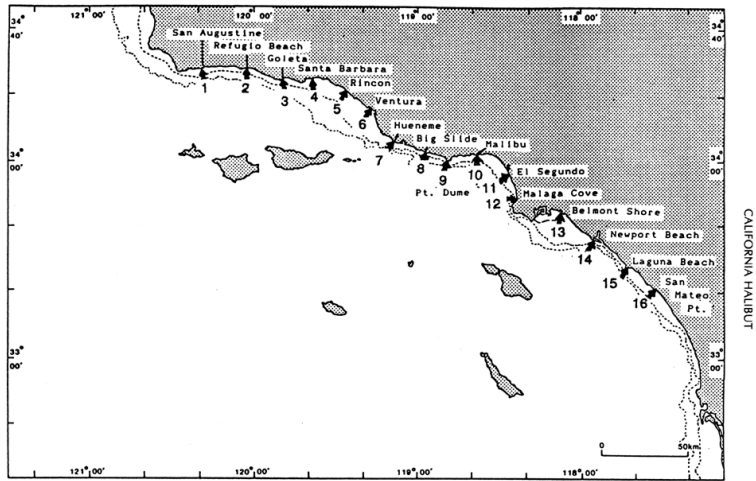 121° 00'
120° 00'
119° 00'
118° 00'
34°
40'
34°
40'
San Augustine
Refugio Beach
Goleta
Santa Barbara
Rincon
Ventura
Hueneme
Big Slide
Malibu
El Segundo
Malaga Cove
Belmont Shore
Newport Beach
Laguna Beach
San
Mateo
Pt.
Pt. Dume
1
2
3
4
5
6
7
8
9
10
11
12
13
14
15
16
34°
00'
34°
00'
33°
00'
33°
00'
0
50km
121° 00'
120° 00'
119° 00'
118° 00'
CALIFORNIA HALIBUT